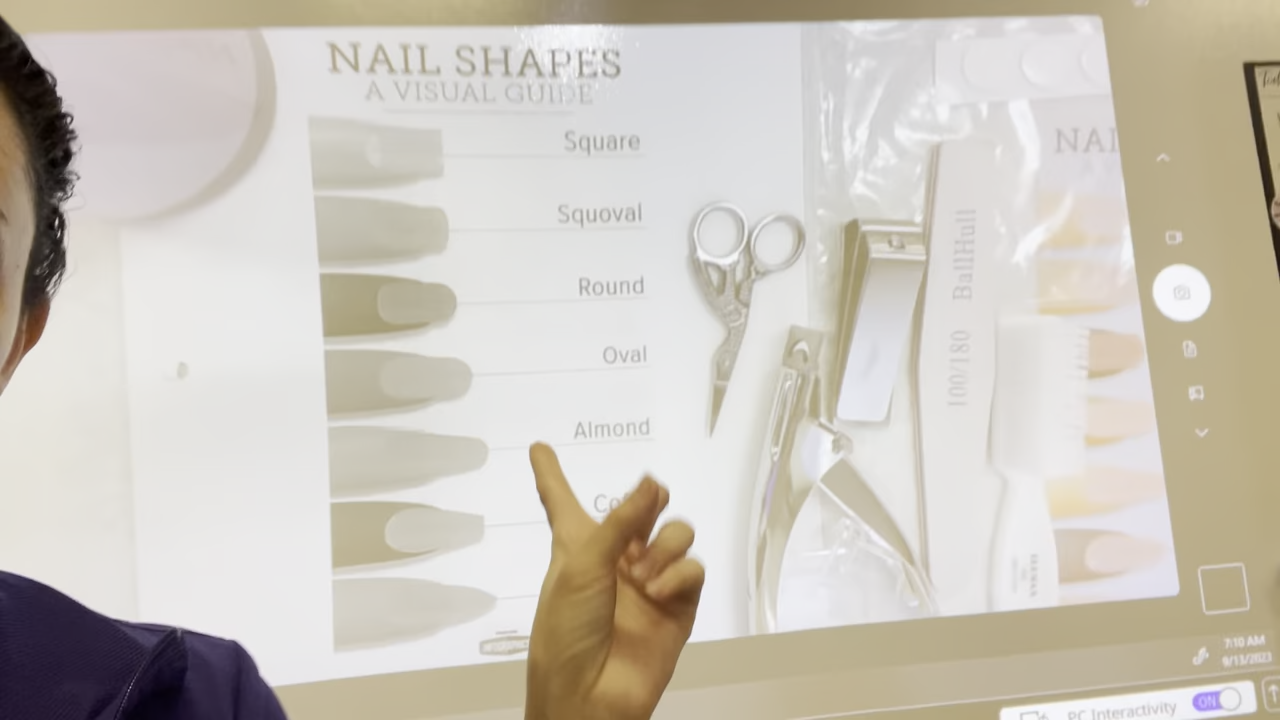 NAIL SHAPES
A VISUAL GUIDE
Square
Squoval
Round
Oval
Almond
BallHull
100/180
NAI
7:10 AM
9/13/2023
PC Interactivity
ON